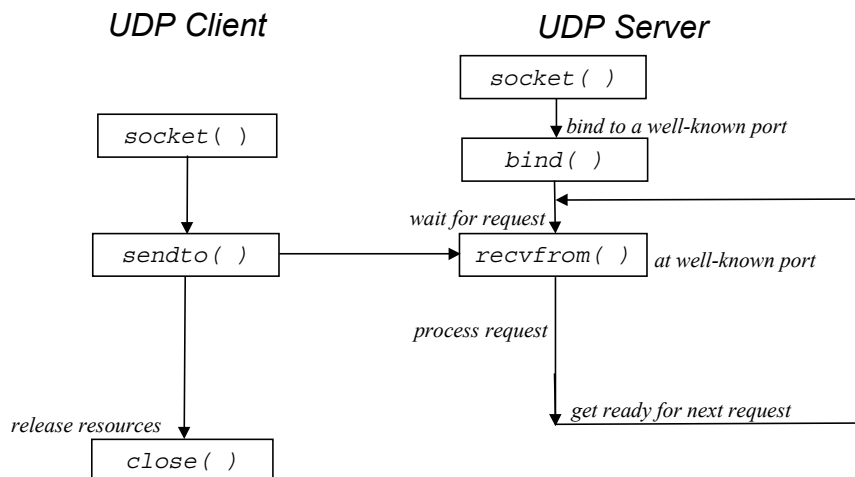 UDP Client
UDP Server
socket( )
bind to a well-known port
socket( )
bind( )
wait for request
sendto( )
recvfrom( )
at well-known port
process request
get ready for next request
release resources
close( )